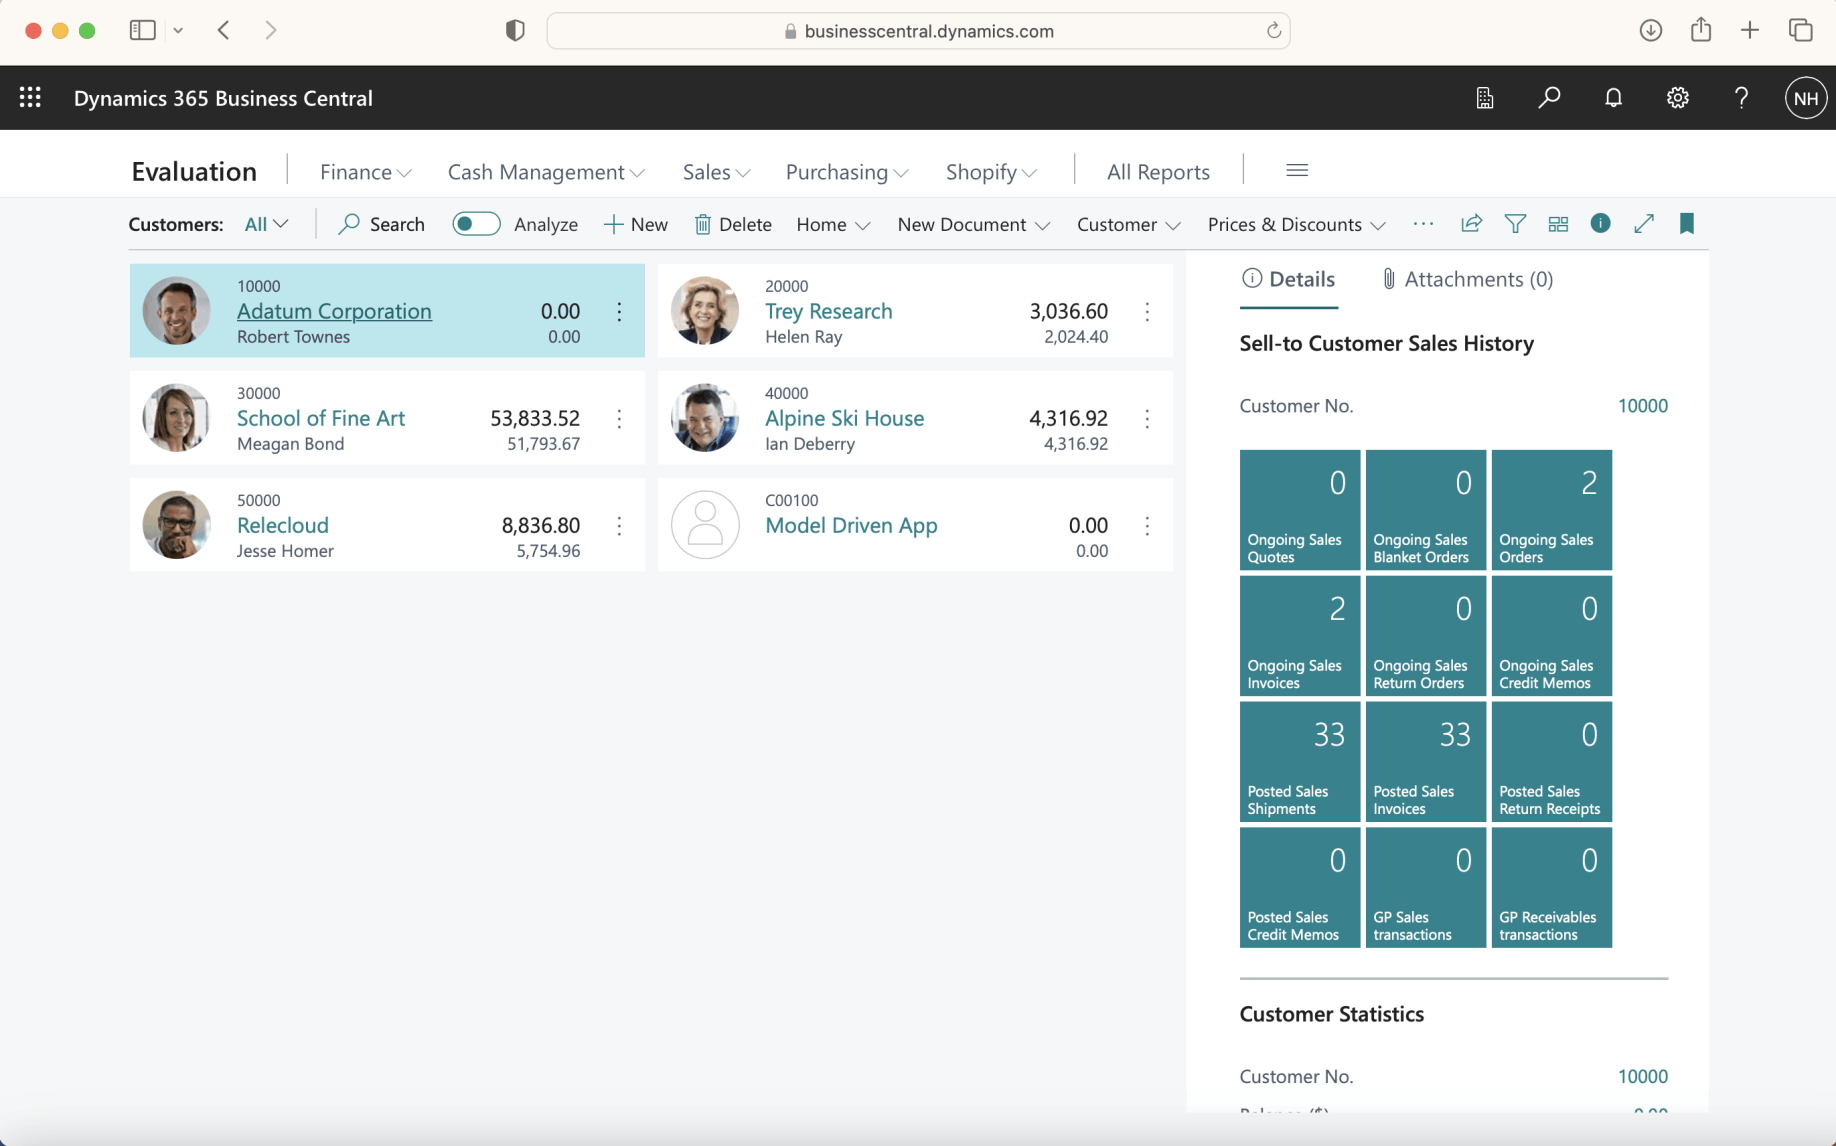 businesscentral.dynamics.com
Dynamics 365 Business Central
NH
Evaluation
Finance
Cash Management
Sales
Purchasing
Shopify
All Reports
Customers:
All
Search
Analyze
New
Delete
Home
New Document
Customer
Prices & Discounts
10000
Adatum Corporation
0.00
Robert Townes
0.00
20000
Trey Research
3,036.60
Helen Ray
2,024.40
30000
School of Fine Art
53,833.52
Meagan Bond
51,793.67
40000
Alpine Ski House
4,316.92
Ian Deberry
4,316.92
50000
Relecloud
8,836.80
Jesse Homer
5,754.96
C00100
Model Driven App
0.00
0.00
Details
Attachments (0)
Sell-to Customer Sales History
Customer No.
10000
0
Ongoing Sales
Quotes
0
Ongoing Sales
Blanket Orders
2
Ongoing Sales
Orders
2
Ongoing Sales
Invoices
0
Ongoing Sales
Return Orders
0
Ongoing Sales
Credit Memos
33
Posted Sales
Shipments
33
Posted Sales
Invoices
0
Posted Sales
Return Receipts
0
Posted Sales
Credit Memos
0
GP Sales
transactions
0
GP Receivables
transactions
Customer Statistics
Customer No.
10000